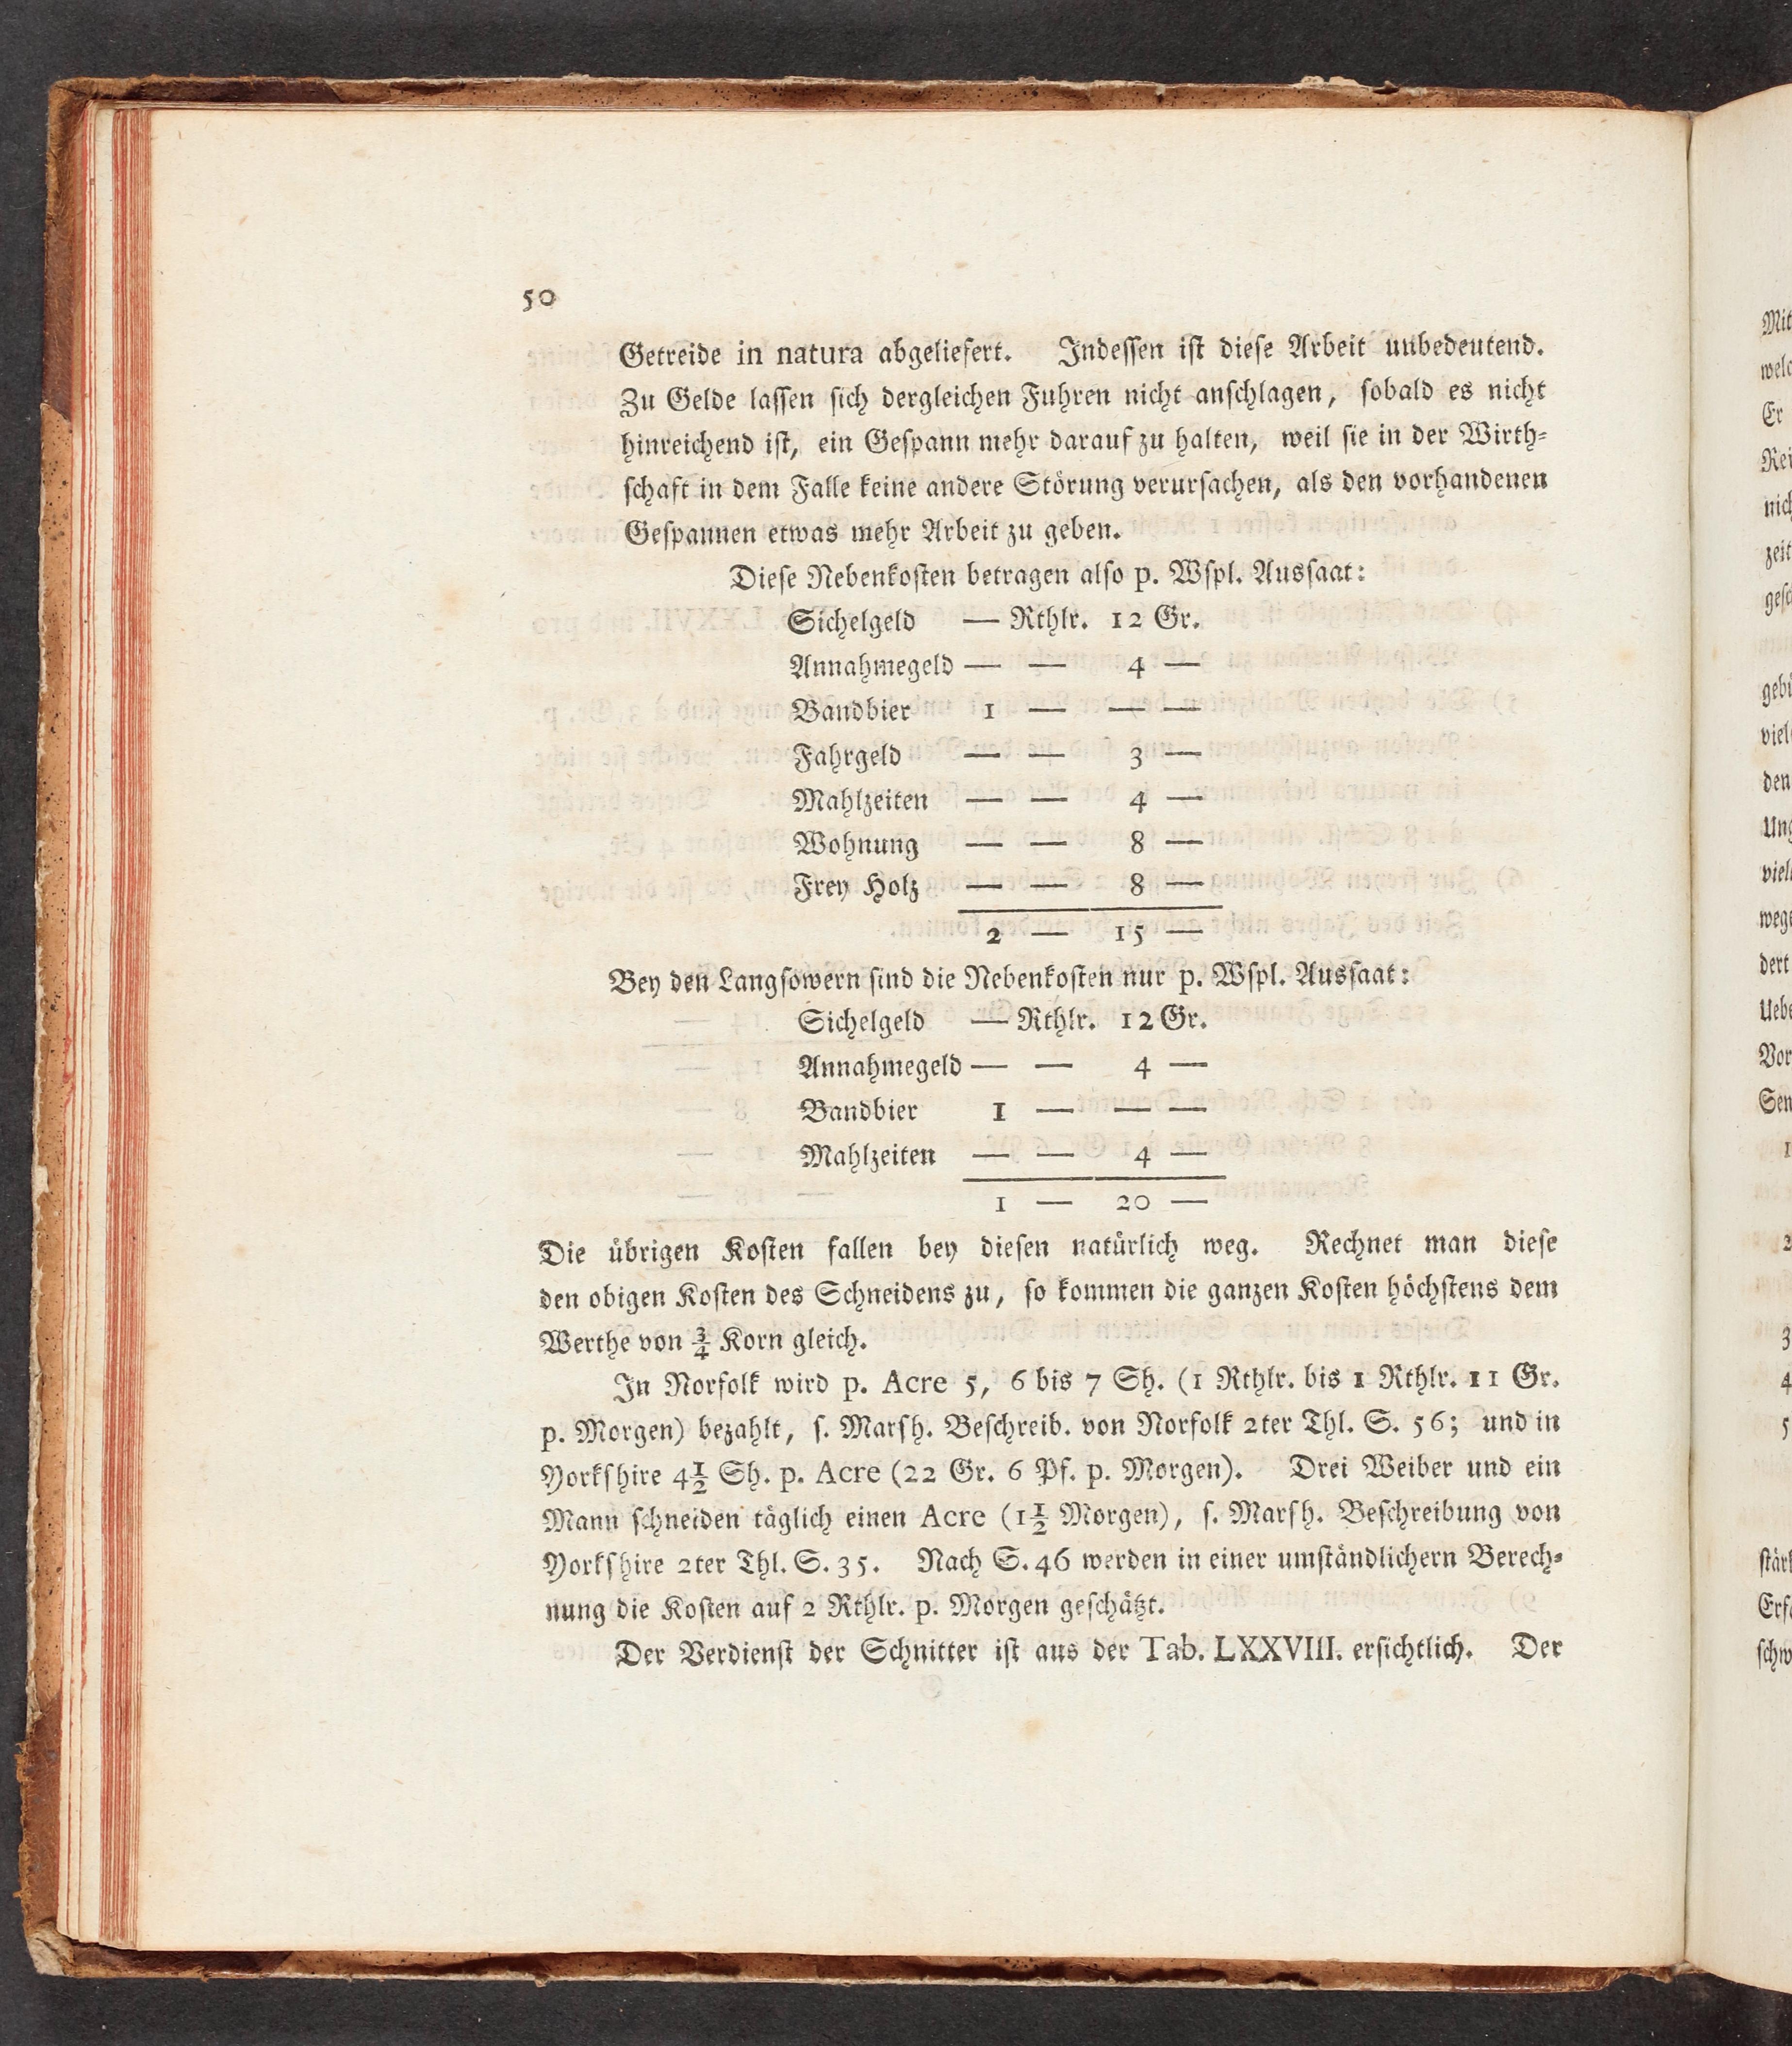 50
Getreide in natura abgeliefert. Indessen ist diese Arbeit unbedeutend.
Zu Gelde lassen sich dergleichen Fuhren nicht anschlagen, sobald es nicht
hinreichend ist, ein Gespann mehr darauf zu halten, weil sie in der Wirth-
schaft in dem Falle keine andere Störung verursachen, als den vorhandenen
Gespannen etwas mehr Arbeit zu geben.
Diese Nebenkosten betragen also p. Wspl. Aussaat:
Sichelgeld — Rthlr. 12 Gr.
Annahmegeld — — 4 —
Bandbier 1 — — —
Fahrgeld — — 3 —
Mahlzeiten — — 4 —
Wohnung — — 8 —
Frey Holz — — 8 —
2 — 15 —
Bey den Langsowern sind die Nebenkosten nur p. Wspl. Aussaat:
Sichelgeld — Rthlr. 12 Gr.
Annahmegeld — — 4 —
Bandbier 1 — — —
Mahlzeiten — — 4 —
1 — 20 —
Die übrigen Kosten fallen bey diesen natürlich weg. Rechnet man diese
den obigen Kosten des Schneidens zu, so kommen die ganzen Kosten höchstens dem
Werthe von ¾ Korn gleich.
In Norfolk wird p. Acre 5, 6 bis 7 Sh. (1 Rthlr. bis 1 Rthlr. 11 Gr.
p. Morgen) bezahlt, s. Marsh. Beschreib. von Norfolk 2ter Thl. S. 56; und in
Yorkshire 4½ Sh. p. Acre (22 Gr. 6 Pf. p. Morgen). Drei Weiber und ein
Mann schneiden täglich einen Acre (1½ Morgen), s. Marsh. Beschreibung von
Yorkshire 2ter Thl. S. 35. Nach S. 46 werden in einer umständlichern Berech-
nung die Kosten auf 2 Rthlr. p. Morgen geschätzt.
Der Verdienst der Schnitter ist aus der Tab. LXXVIII. ersichtlich. Der